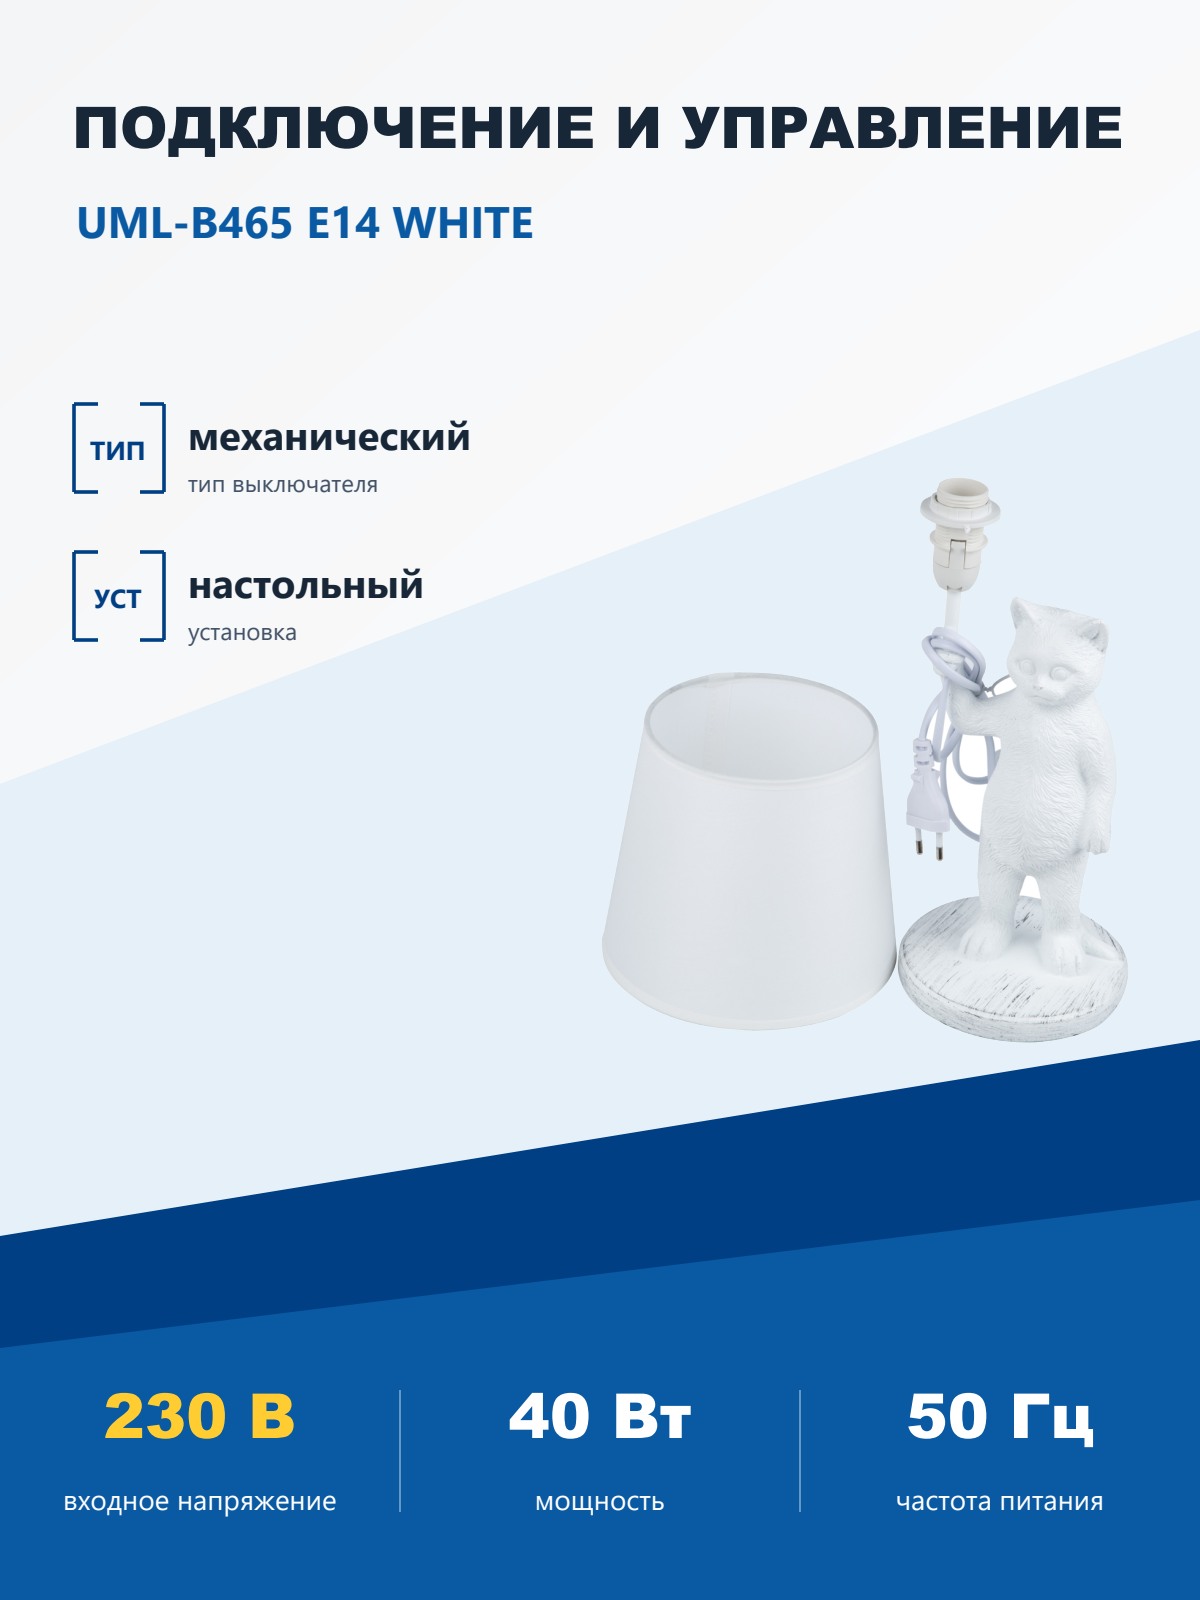 ПОДКЛЮЧЕНИЕ И УПРАВЛЕНИЕ
UML-B465 E14 WHITE
ТИП
механический
тип выключателя
УСТ
настольный
установка
230 В
входное напряжение
40 Вт
мощность
50 Гц
частота питания